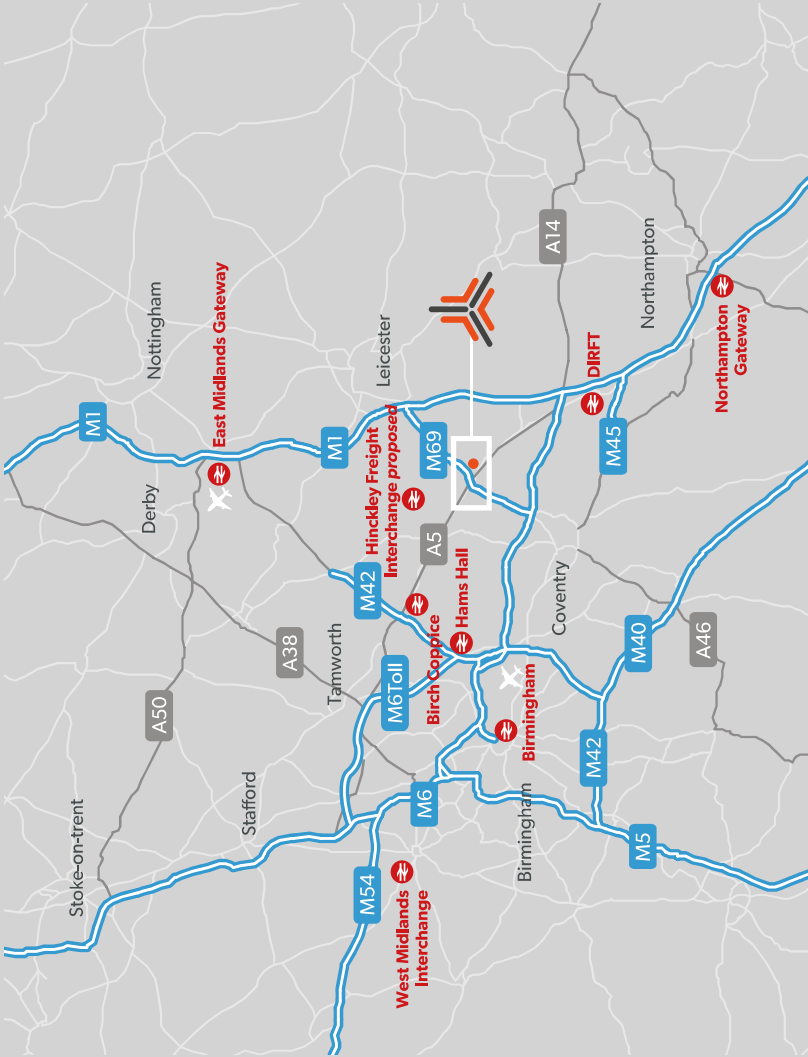 Stoke-on-trent
Derby
Nottingham
A50
M1
East Midlands Gateway
Stafford
A38
Tamworth
M1
M54
M6Toll
M42
Hinckley Freight
Interchange proposed
Leicester
West Midlands
Interchange
M6
Birch Coppice
A5
M69
Hams Hall
Birmingham
Birmingham
Coventry
A14
DIRFT
M5
M42
M40
M45
Northampton
A46
Northampton
Gateway